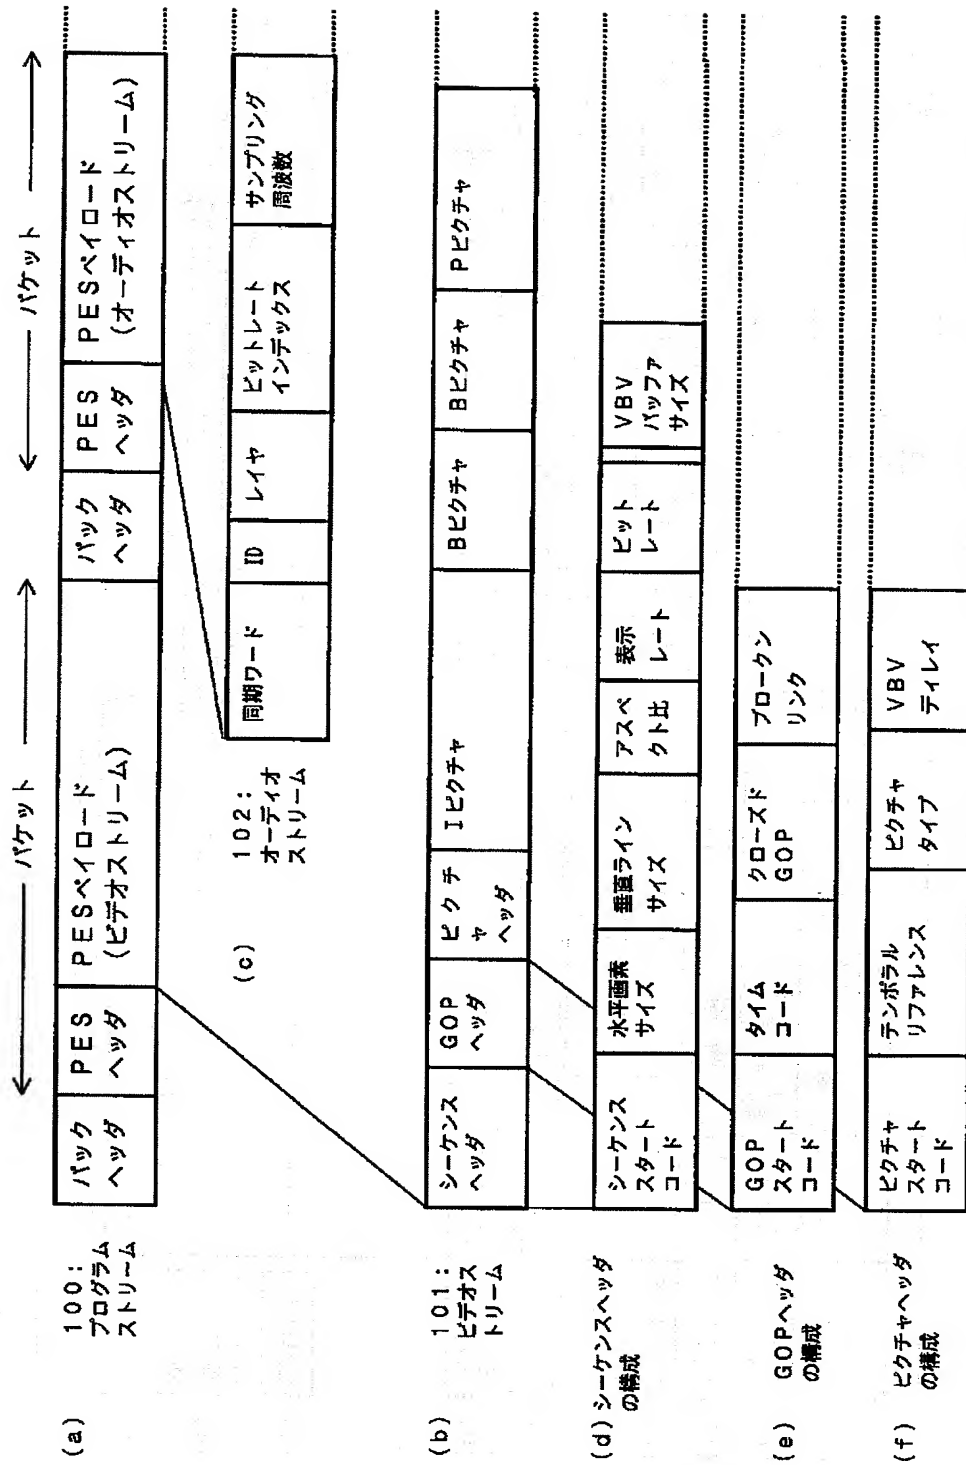 (a)
100:
プログラム
ストリーム
← パケット →
← パケット →
パック
ヘッダ
PES
ヘッダ
PESペイロード
(ビデオストリーム)
パック
ヘッダ
PES
ヘッダ
PESペイロード
(オーディオストリーム)
(c)
102:
オーディオ
ストリーム
同期ワード
ID
レイヤ
ビットレート
インデックス
サンプリング
周波数
(b)
101:
ビデオス
トリーム
シーケンス
ヘッダ
GOP
ヘッダ
ピクチ
ャ
ヘッダ
Iピクチャ
Bピクチャ
Bピクチャ
Pピクチャ
(d)シーケンスヘッダ
の構成
シーケンス
スタート
コード
水平画素
サイズ
垂直ライン
サイズ
アスペ
クト比
表示
レート
ビット
レート
VBV
バッファ
サイズ
(e) GOPヘッダ
の構成
GOP
スタート
コード
タイム
コード
クローズド
GOP
ブロークン
リンク
(f) ピクチャヘッダ
の構成
ピクチャ
スタート
コード
テンポラル
リファレンス
ピクチャ
タイプ
VBV
ディレイ